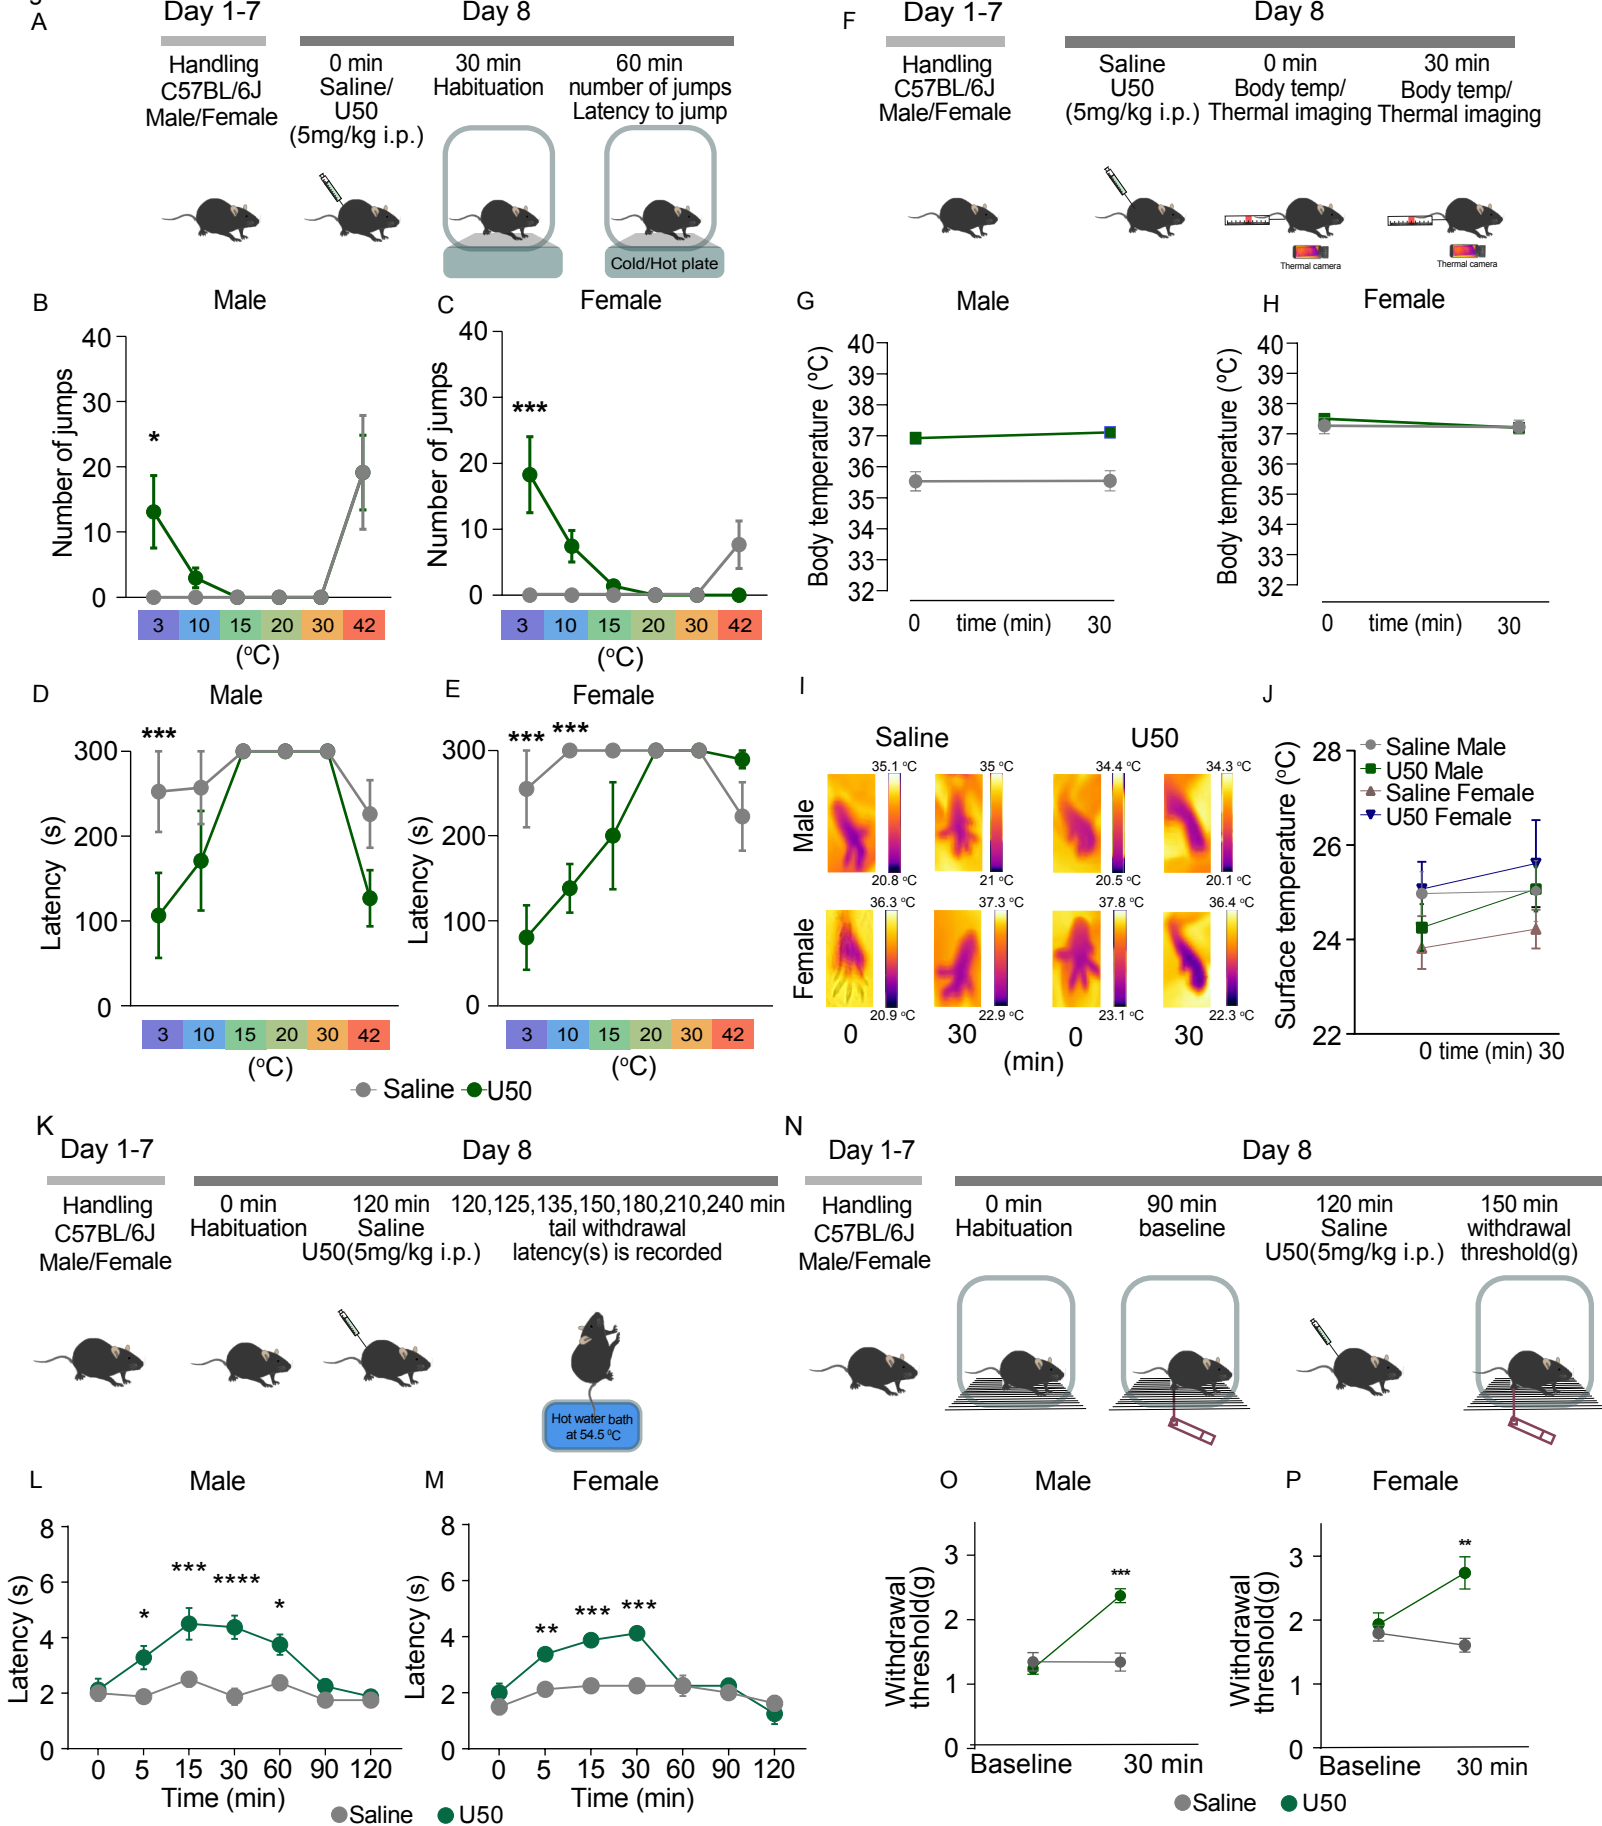 A
Day 1-7
Day 8
Handling
C57BL/6J
Male/Female
0 min
Saline/
U50
(5mg/kg i.p.)
30 min
Habituation
60 min
number of jumps
Latency to jump
Cold/Hot plate
F
Day 1-7
Day 8
Handling
C57BL/6J
Male/Female
Saline
U50
(5mg/kg i.p.)
0 min
Body temp/
Thermal imaging
30 min
Body temp/
Thermal imaging
Thermal camera
Thermal camera
B
Male
Number of jumps
40
30
20
10
0
*
3 10 15 20 30 42
(°C)
C
Female
Number of jumps
40
30
20
10
0
***
3 10 15 20 30 42
(°C)
G
Male
Body temperature (ºC)
40
39
38
37
36
35
34
33
32
0 time (min) 30
H
Female
Body temperature (ºC)
40
39
38
37
36
35
34
33
32
0 time (min) 30
D
Male
Latency (s)
300
200
100
0
***
3 10 15 20 30 42
(°C)
E
Female
Latency (s)
300
200
100
0
*** ***
3 10 15 20 30 42
(°C)
Saline U50
I
Saline U50
Male
35.1 °C 35 °C 34.4 °C 34.3 °C
20.8 °C 21 °C 20.5 °C 20.1 °C
Female
36.3 °C 37.3 °C 37.8 °C 36.4 °C
20.9 °C 22.9 °C 23.1 °C 22.3 °C
0 30 0 30
(min)
J
Surface temperature (°C)
28
26
24
22
Saline Male
U50 Male
Saline Female
U50 Female
0 time (min) 30
K
Day 1-7
Day 8
Handling
C57BL/6J
Male/Female
0 min
Habituation
120 min
Saline
U50(5mg/kg i.p.)
120,125,135,150,180,210,240 min
tail withdrawal
latency(s) is recorded
Hot water bath
at 54.5 ⁰C
N
Day 1-7
Day 8
Handling
C57BL/6J
Male/Female
0 min
Habituation
90 min
baseline
120 min
Saline
U50(5mg/kg i.p.)
150 min
withdrawal
threshold(g)
L
Male
Latency (s)
8
6
4
2
0
* *** **** *
0 5 15 30 60 90 120
Time (min)
M
Female
Latency (s)
8
6
4
2
0
** *** ***
0 5 15 30 60 90 120
Time (min)
Saline U50
O
Male
Withdrawal
threshold(g)
3
2
1
0
***
Baseline 30 min
P
Female
Withdrawal
threshold(g)
3
2
1
0
**
Baseline 30 min
Saline U50